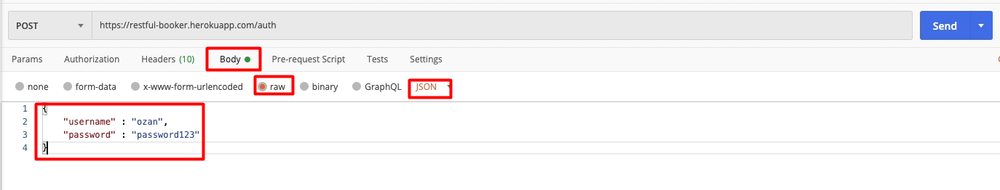 POST https://restful-booker.herokuapp.com/auth Send
Params Authorization Headers (10) Body Pre-request Script Tests Settings
none form-data x-www-form-urlencoded raw binary GraphQL JSON
1 {
2 "username" : "ozan",
3 "password" : "password123"
4 }